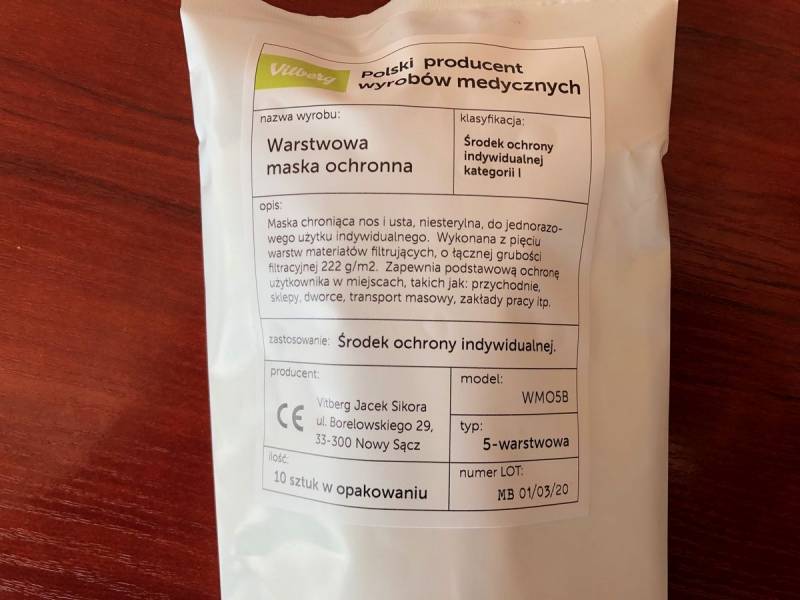 Vitberg
Polski producent
wyrobów medycznych
nazwa wyrobu:
Warstwowa
maska ochronna
klasyfikacja:
Środek ochrony
indywidualnej
kategorii I
opis:
Maska chroniąca nos i usta, niesterylna, do jednorazo-
wego użytku indywidualnego. Wykonana z pięciu
warstw materiałów filtrujących, o łącznej grubości
filtracyjnej 222 g/m2. Zapewnia podstawową ochronę
użytkownika w miejscach, takich jak: przychodnie,
sklepy, dworce, transport masowy, zakłady pracy itp.
zastosowanie: Środek ochrony indywidualnej.
producent:
CE
Vitberg Jacek Sikora
ul. Borelowskiego 29,
33-300 Nowy Sącz
model:
WMO5B
typ:
5-warstwowa
ilość:
10 sztuk w opakowaniu
numer LOT:
MB 01/03/20